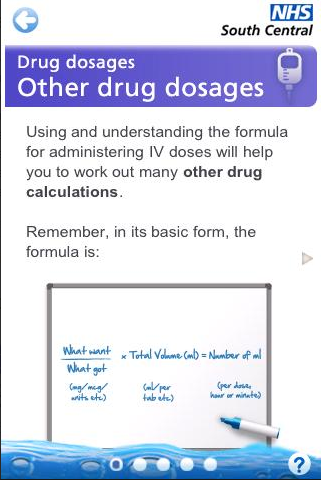 NHS
South Central
Drug dosages
Other drug dosages
Using and understanding the formula
for administering IV doses will help
you to work out many other drug
calculations.
Remember, in its basic form, the
formula is:
What want
What got
× Total Volume (ml) = Number of ml
(mg/mcg/
units etc)
(ml/per
tab etc)
(per dose,
hour or minute)
?